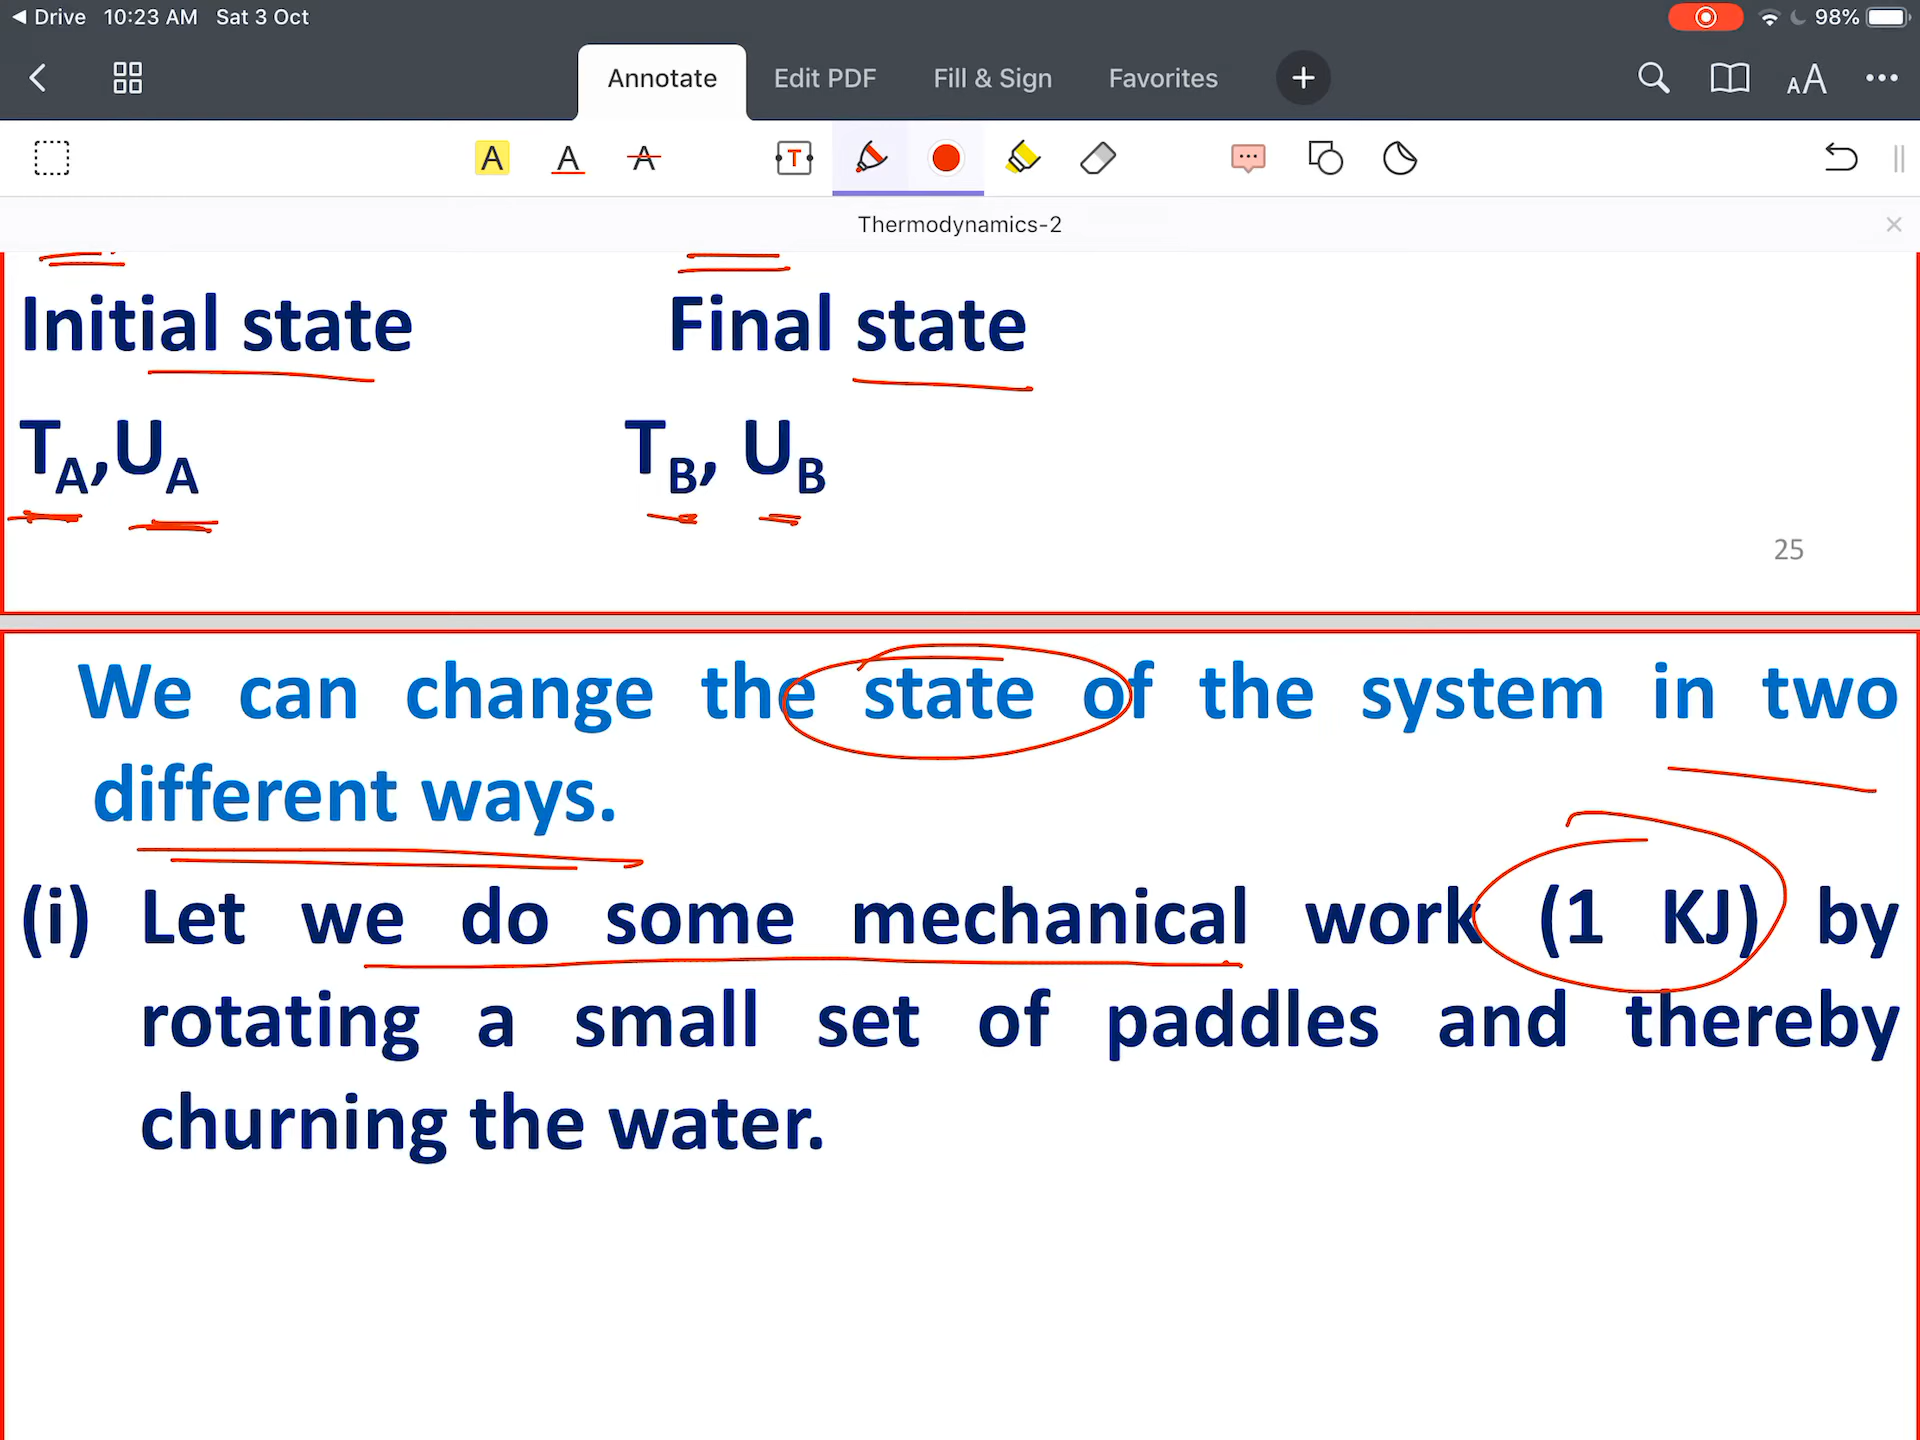 Drive 10:23 AM Sat 3 Oct 98%
Annotate Edit PDF Fill & Sign Favorites
Thermodynamics-2
Initial state Final state
TA,UA TB, UB
25
We can change the state of the system in two
different ways.
(i) Let we do some mechanical work (1 KJ) by
rotating a small set of paddles and thereby
churning the water.